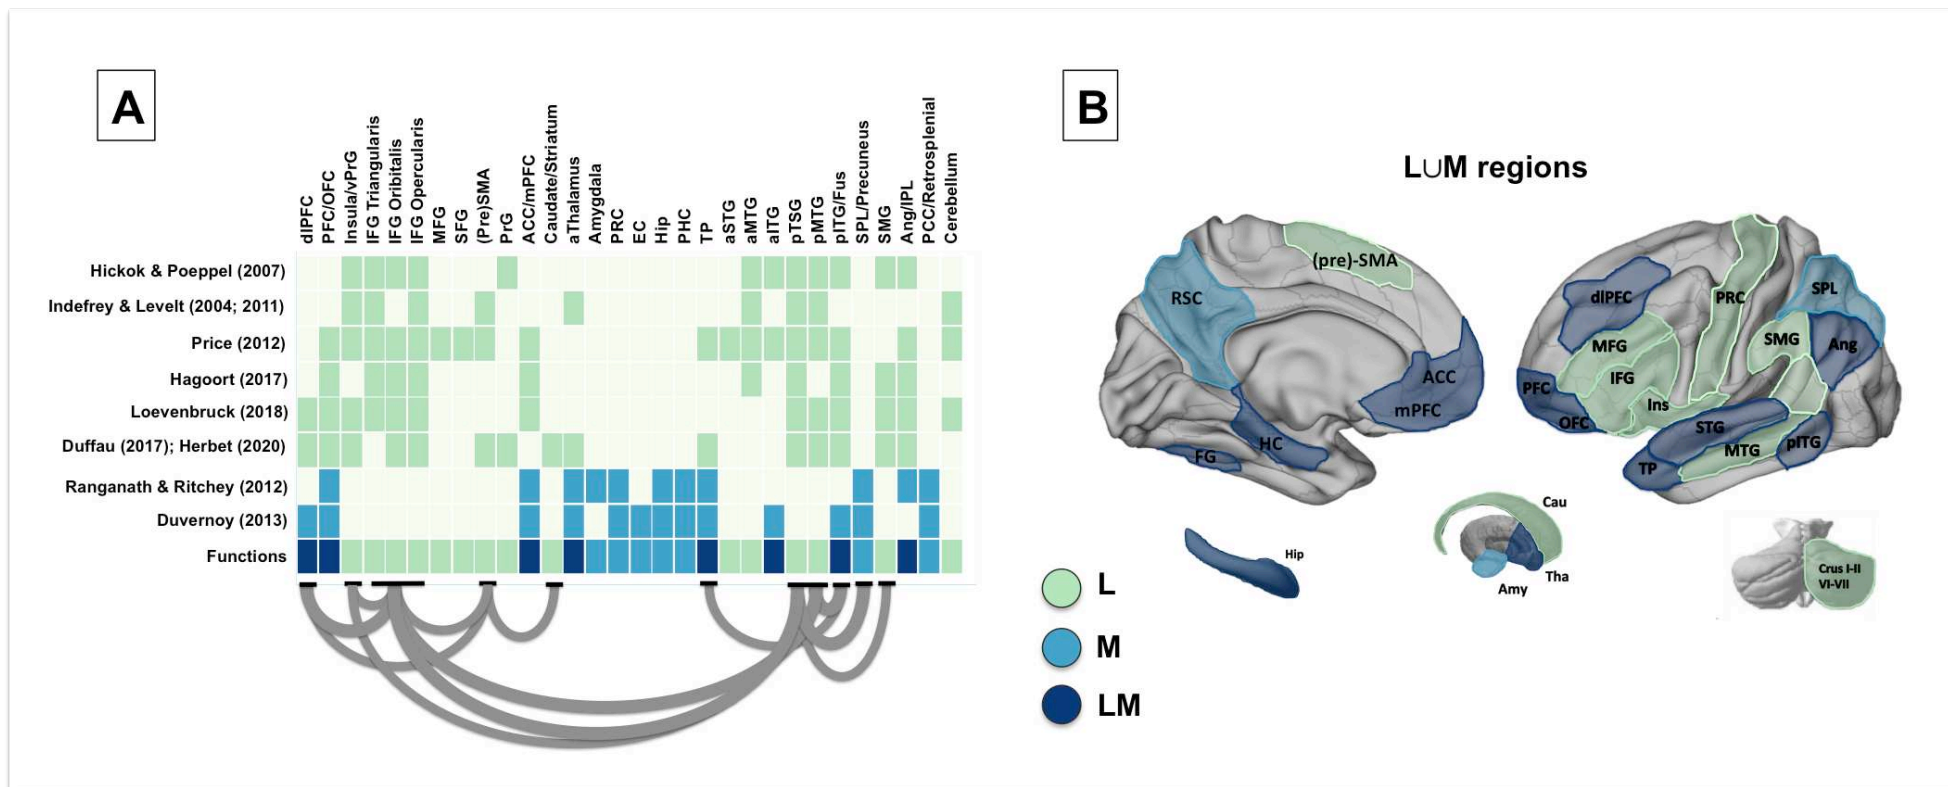 A
dlPFC
PFC/OFC
Insula/vPrG
IFG Triangularis
IFG Oribitalis
IFG Opercularis
MFG
SFG
(Pre)SMA
PrG
ACC/mPFC
Caudate/Striatum
aThalamus
Amygdala
PRC
EC
Hip
PHC
TP
aSTG
aMTG
aITG
pTSG
pMTG
pITG/Fus
SPL/Precuneus
SMG
Ang/IPL
PCC/Retrosplenial
Cerebellum
Hickok & Poeppel (2007)
Indefrey & Levelt (2004; 2011)
Price (2012)
Hagoort (2017)
Loevenbruck (2018)
Duffau (2017); Herbet (2020)
Ranganath & Ritchey (2012)
Duvernoy (2013)
Functions
B
L∪M regions
(pre)-SMA
RSC
ACC
mPFC
HC
FG
dlPFC
PRC
SPL
MFG
SMG
Ang
IFG
PFC
Ins
OFC
STG
MTG
pITG
TP
Hip
Cau
Tha
Amy
Crus I-II
VI-VII
L
M
LM